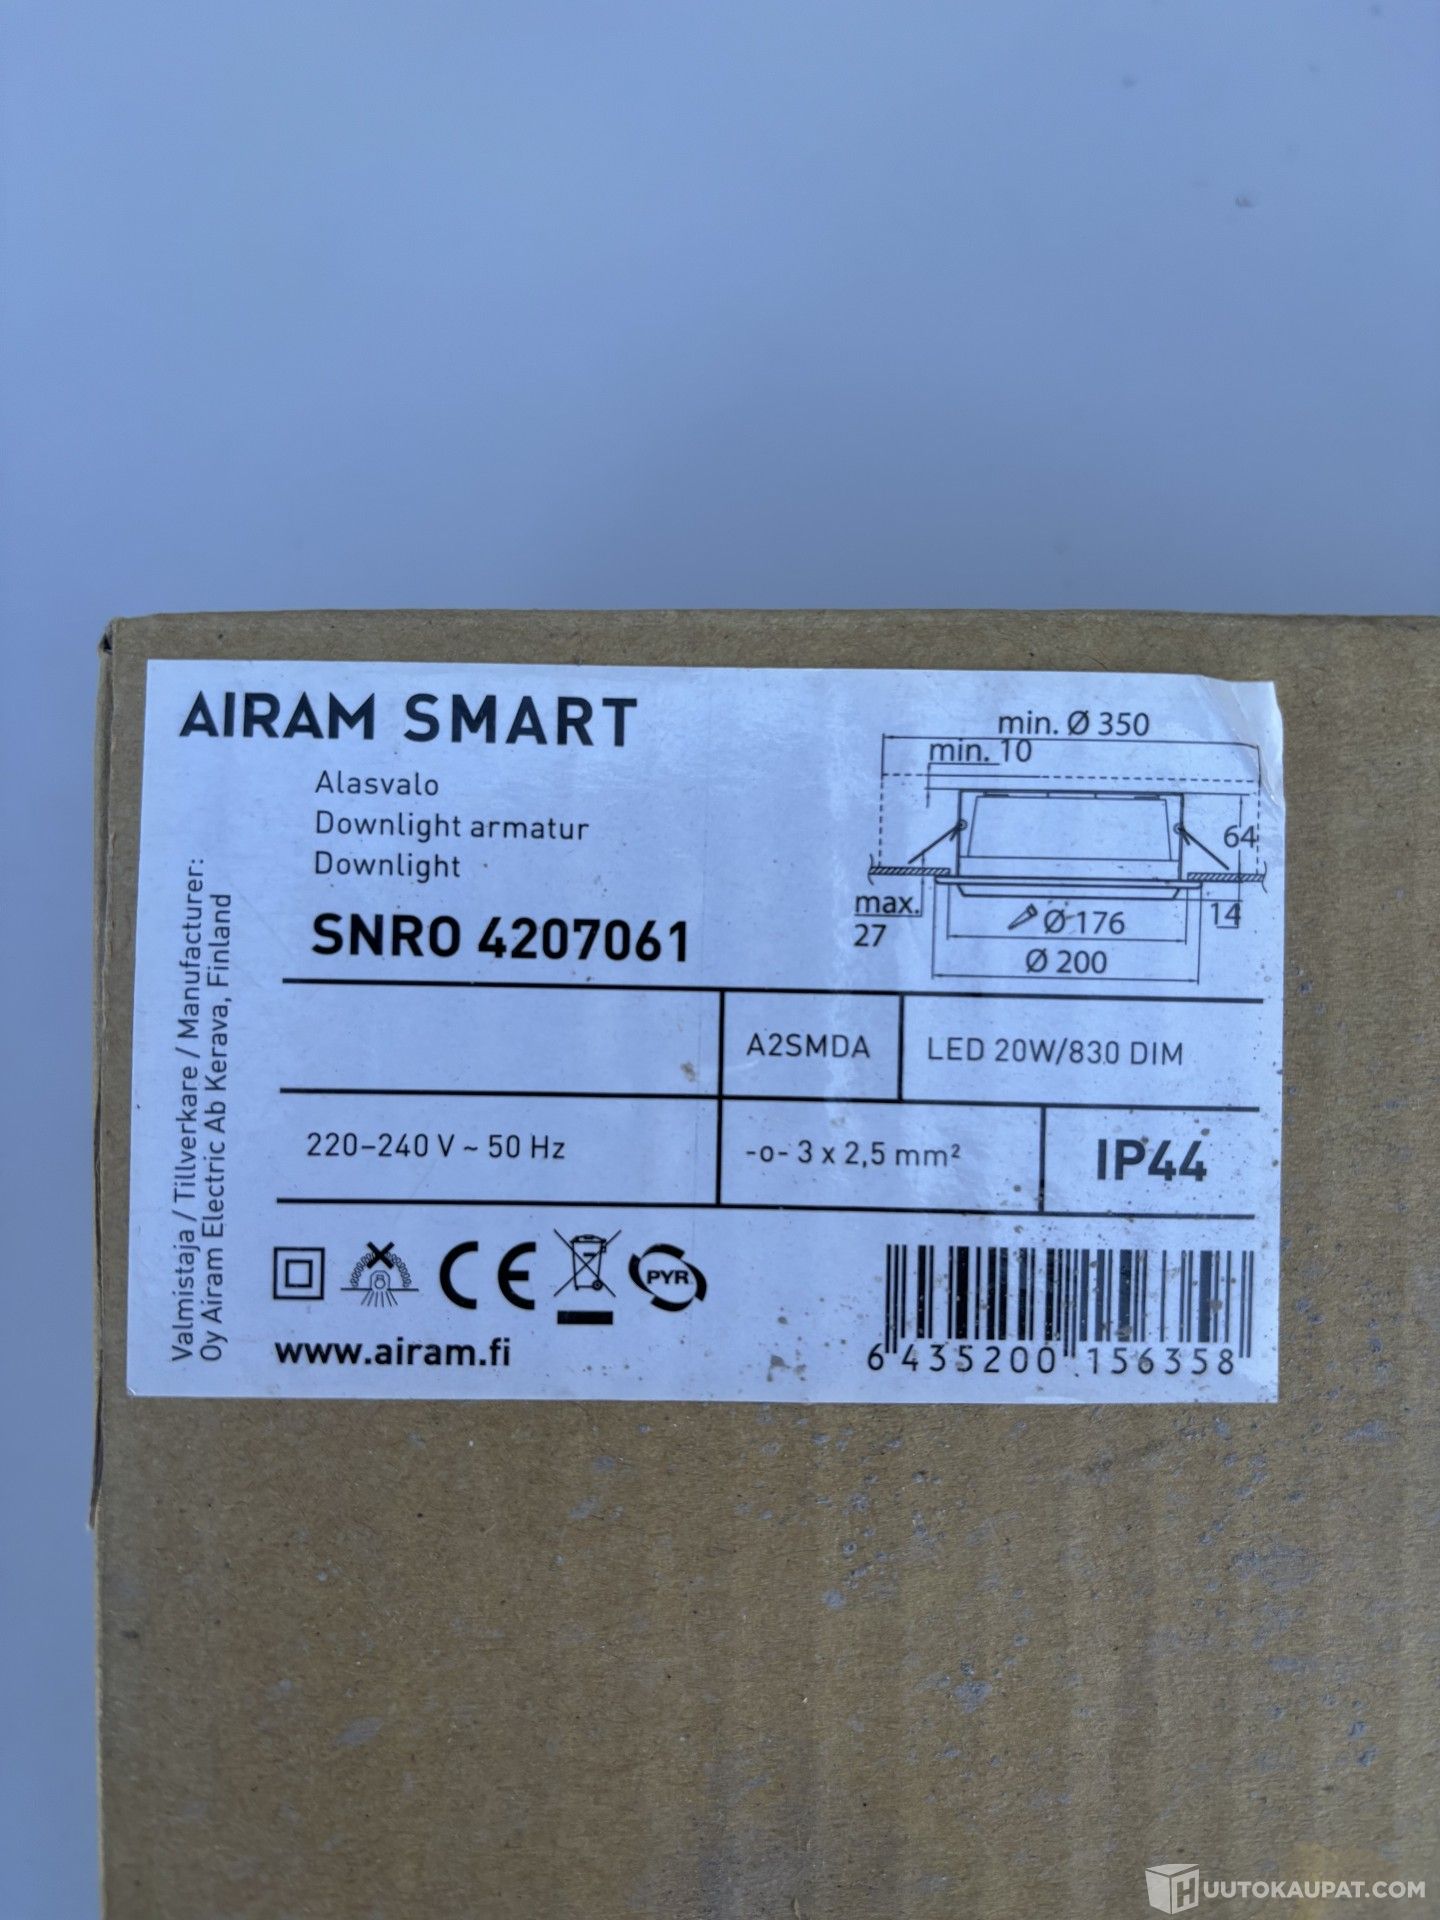 AIRAM SMART
Alasvalo
Downlight armatur
Downlight
SNRO 4207061
min. Ø 350
min. 10
64
max.
27
14
Ø 176
Ø 200
A2SMDA
LED 20W/830 DIM
220-240 V ~ 50 Hz
-o- 3 x 2,5 mm²
IP44
CE
PYR
www.airam.fi
6 435200 156358
Valmistaja / Tillverkare / Manufacturer:
Oy Airam Electric Ab Kerava, Finland
HUUTOKAUPAT.COM